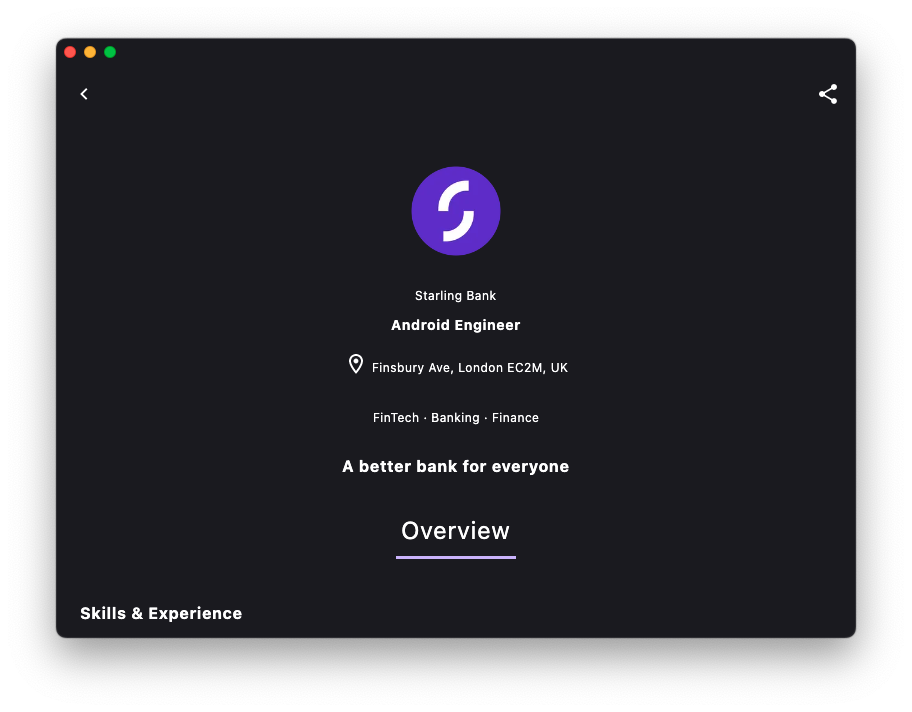 Starling Bank
Android Engineer
Finsbury Ave, London EC2M, UK
FinTech · Banking · Finance
A better bank for everyone
Overview
Skills & Experience